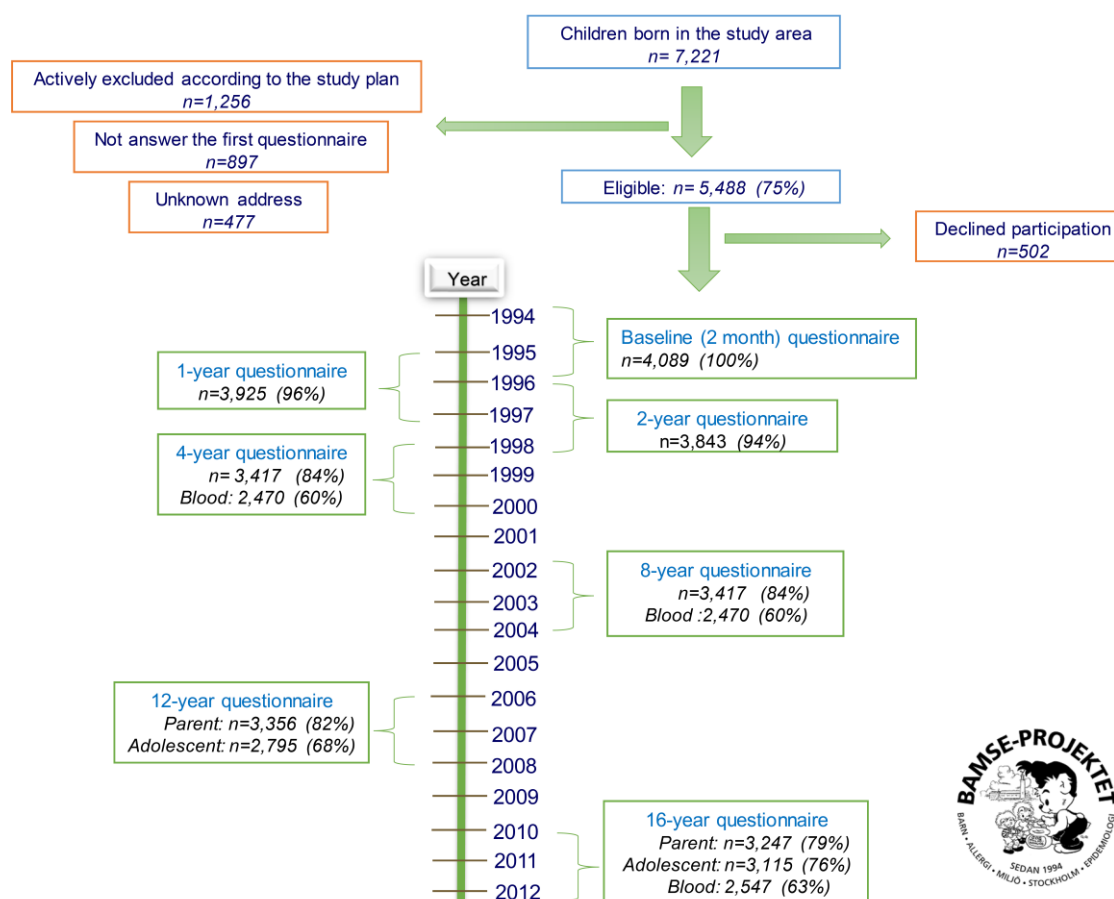 Children born in the study area
n= 7,221
Actively excluded according to the study plan
n=1,256
Not answer the first questionnaire
n=897
Unknown address
n=477
Eligible: n= 5,488 (75%)
Declined participation
n=502
Year
1994
1995
1996
1997
1998
1999
2000
2001
2002
2003
2004
2005
2006
2007
2008
2009
2010
2011
2012
Baseline (2 month) questionnaire
n=4,089 (100%)
1-year questionnaire
n=3,925 (96%)
2-year questionnaire
n=3,843 (94%)
4-year questionnaire
n= 3,417 (84%)
Blood: 2,470 (60%)
8-year questionnaire
n=3,417 (84%)
Blood :2,470 (60%)
12-year questionnaire
Parent: n=3,356 (82%)
Adolescent: n=2,795 (68%)
16-year questionnaire
Parent: n=3,247 (79%)
Adolescent: n=3,115 (76%)
Blood: 2,547 (63%)
BAMSE-PROJEKTET
SEDAN 1994
BARN • ALLERGI • MILJÖ • STOCKHOLM • EPIDEMIOLOGI